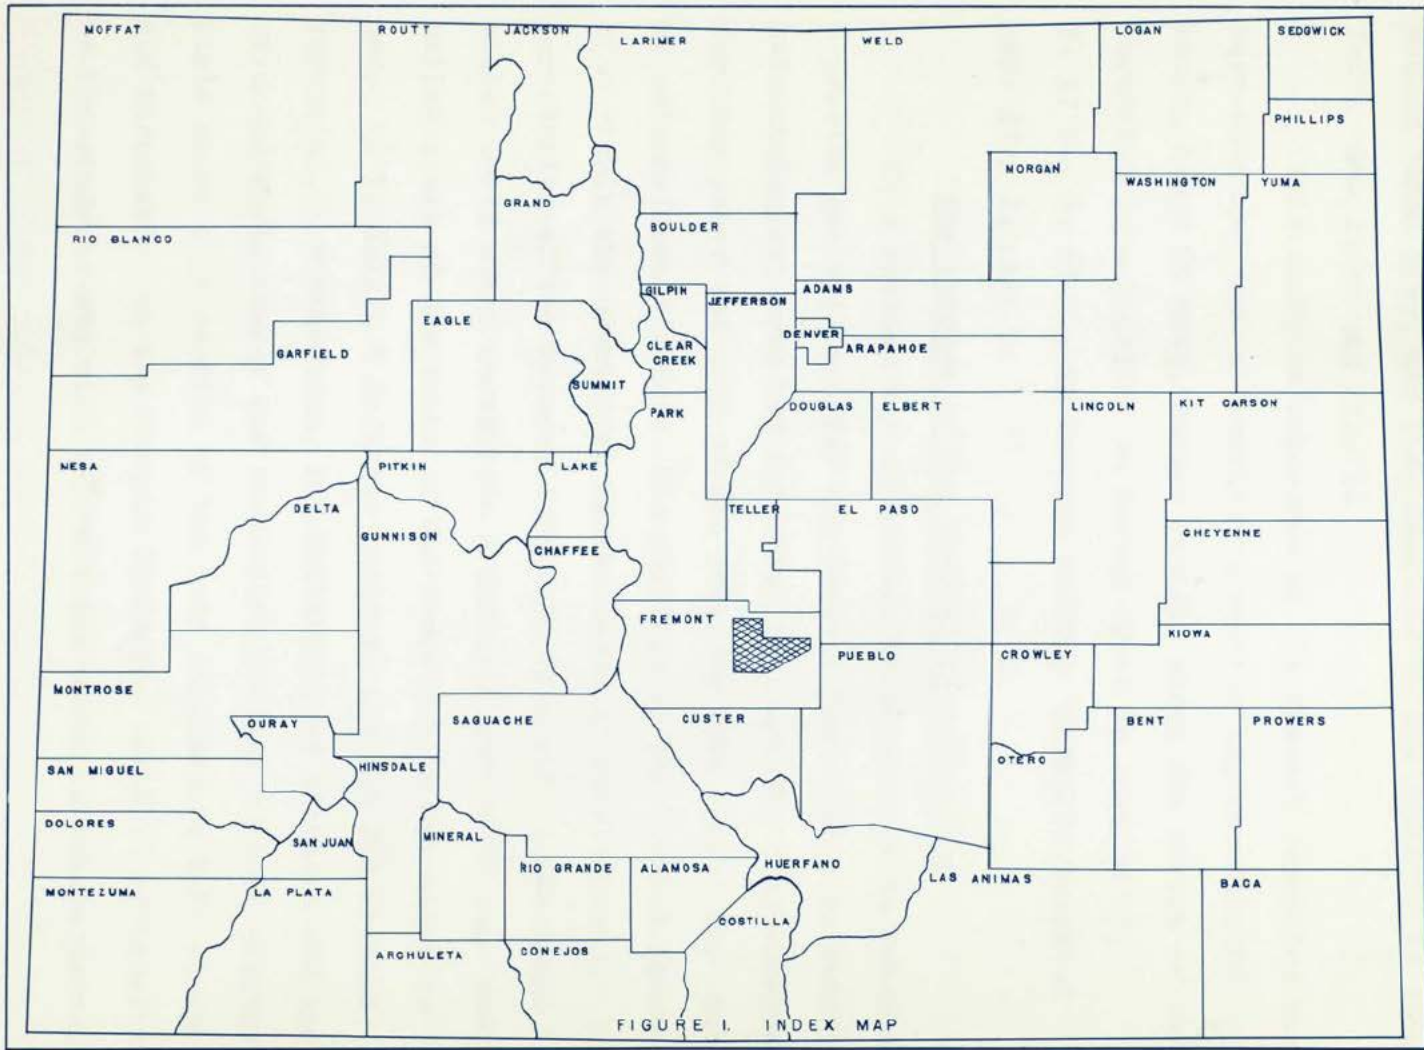 MOFFAT
ROUTT
JACKSON
LARIMER
WELD
LOGAN
SEDGWICK
PHILLIPS
MORGAN
WASHINGTON
YUMA
GRAND
BOULDER
RIO BLANCO
GILPIN
JEFFERSON
ADAMS
EAGLE
DENVER
CLEAR
CREEK
ARAPAHOE
GARFIELD
SUMMIT
PARK
DOUGLAS
ELBERT
LINCOLN
KIT CARSON
MESA
PITKIN
LAKE
DELTA
TELLER
EL PASO
GUNNISON
CHAFFEE
CHEYENNE
FREMONT
KIOWA
PUEBLO
CROWLEY
MONTROSE
OURAY
SAGUACHE
CUSTER
BENT
PROWERS
OTERO
SAN MIGUEL
HINSDALE
DOLORES
SAN JUAN
MINERAL
RIO GRANDE
ALAMOSA
HUERFANO
LAS ANIMAS
BACA
MONTEZUMA
LA PLATA
COSTILLA
ARCHULETA
CONEJOS
FIGURE I. INDEX MAP